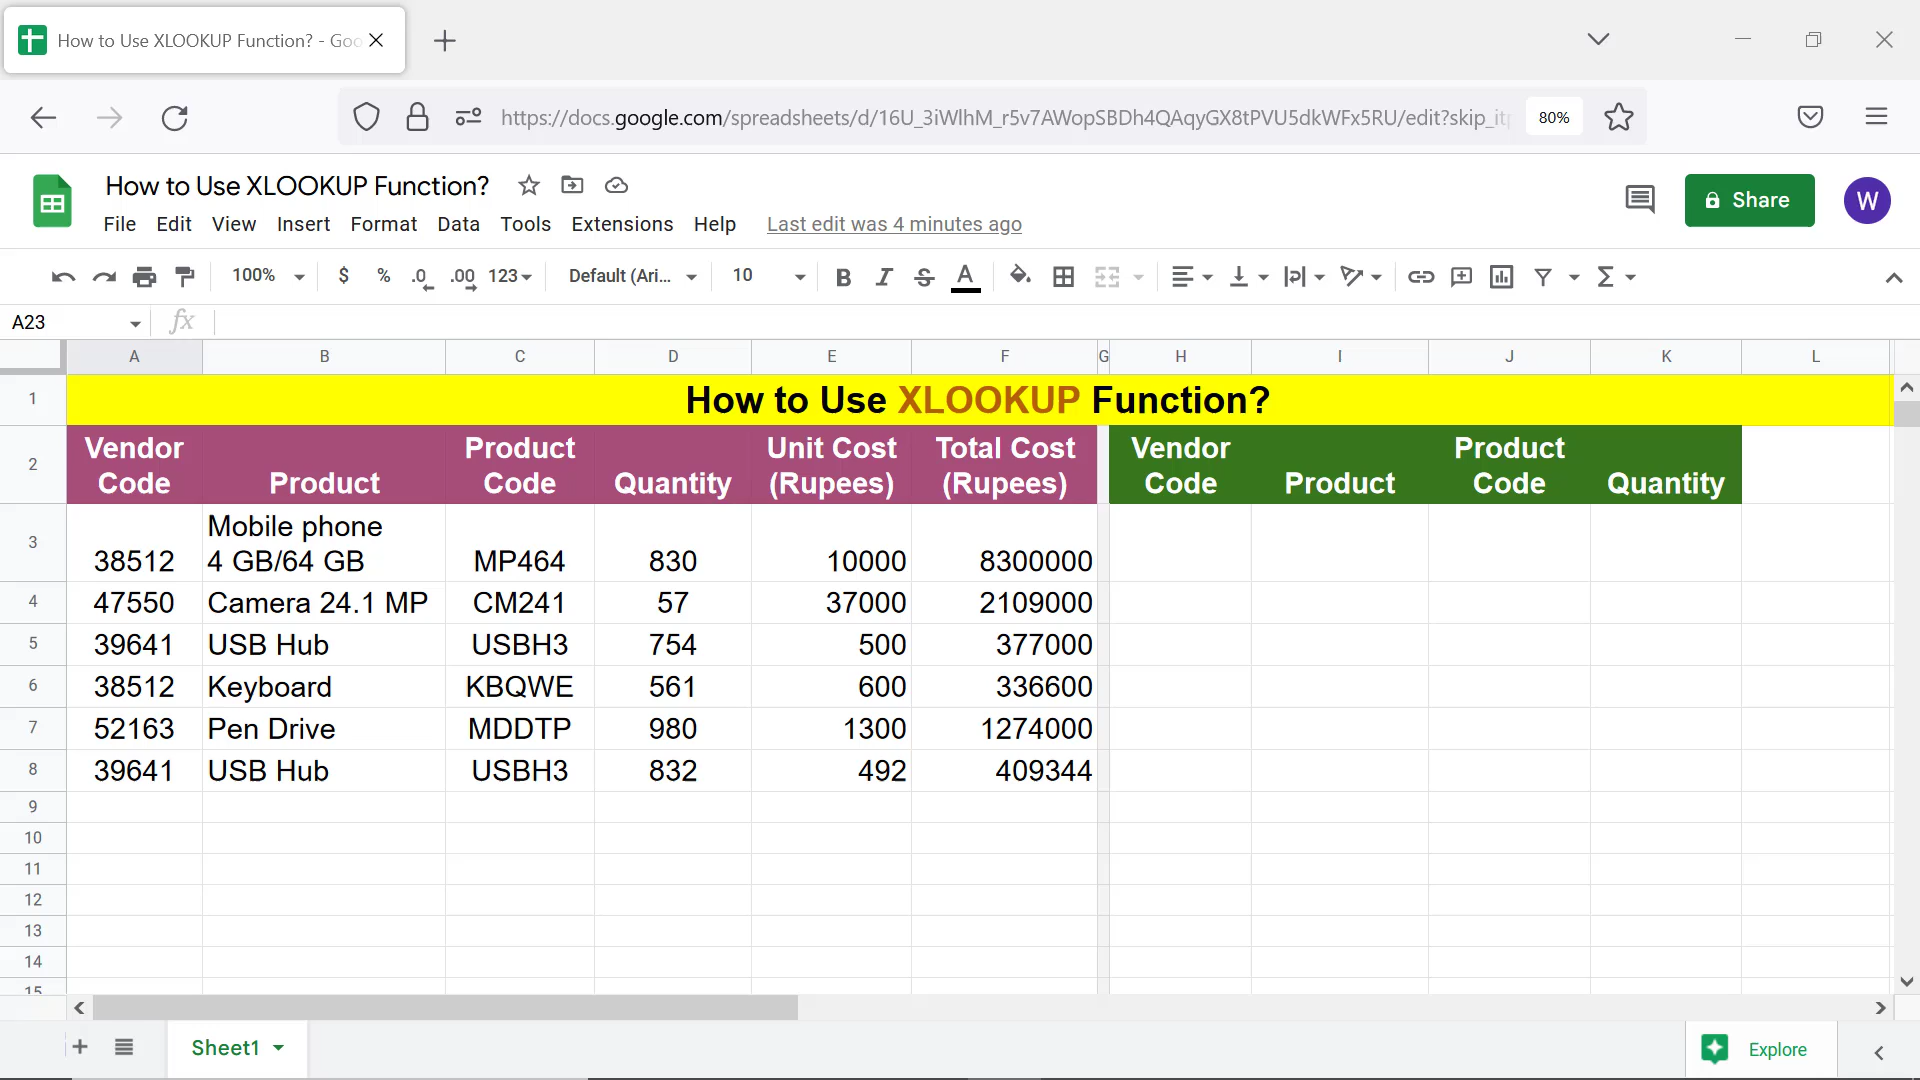 How to Use XLOOKUP Function? - Goo
https://docs.google.com/spreadsheets/d/16U_3iWlhM_r5v7AWopSBDh4QAqyGX8tPVU5dkWFx5RU/edit?skip_it 80%
How to Use XLOOKUP Function?
File Edit View Insert Format Data Tools Extensions Help Last edit was 4 minutes ago
Share W
100% $ % .0 .00 123 Default (Ari... 10 B I S A
A23 fx
A B C D E F G H I J K L
1 How to Use XLOOKUP Function?
2 Vendor Code Product Product Code Quantity Unit Cost (Rupees) Total Cost (Rupees) Vendor Code Product Product Code Quantity
3 38512 Mobile phone 4 GB/64 GB MP464 830 10000 8300000
4 47550 Camera 24.1 MP CM241 57 37000 2109000
5 39641 USB Hub USBH3 754 500 377000
6 38512 Keyboard KBQWE 561 600 336600
7 52163 Pen Drive MDDTP 980 1300 1274000
8 39641 USB Hub USBH3 832 492 409344
9
10
11
12
13
14
15
Sheet1 Explore